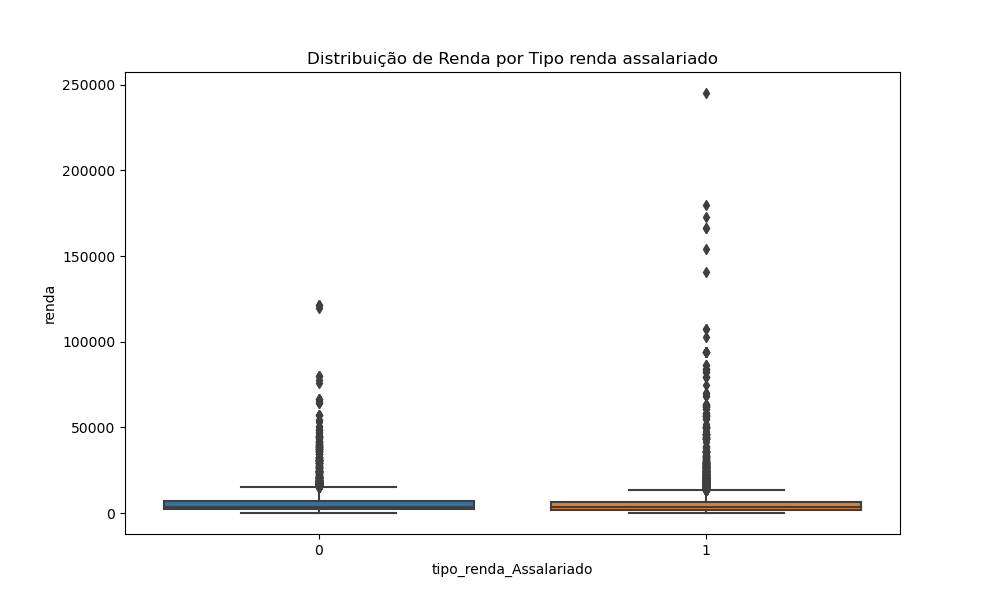 Distribuição de Renda por Tipo renda assalariado
250000
200000
150000
100000
50000
0
renda
0
1
tipo_renda_Assalariado